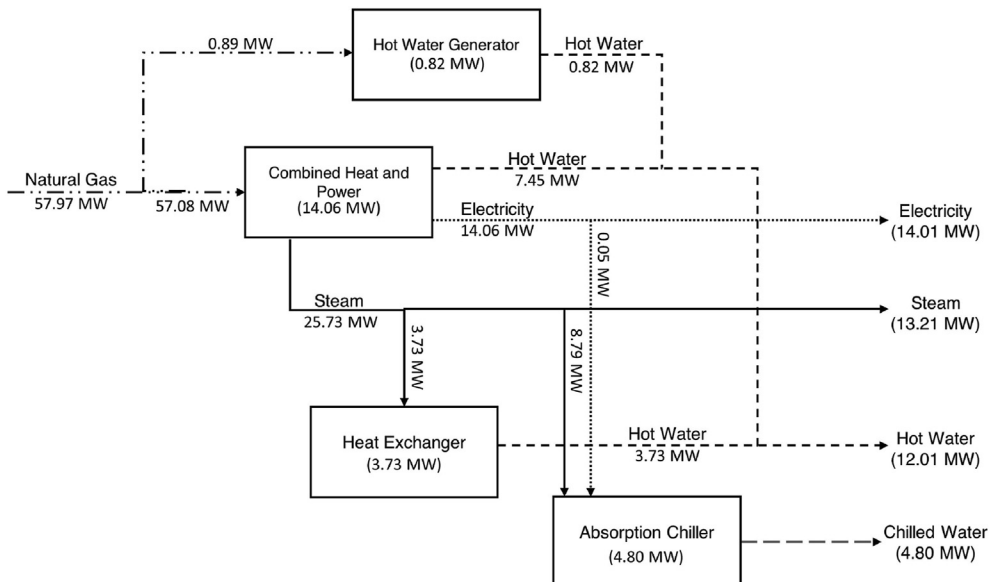 0.89 MW
Hot Water Generator
(0.82 MW)
Hot Water
0.82 MW
Natural Gas
57.97 MW
57.08 MW
Combined Heat and
Power
(14.06 MW)
Hot Water
7.45 MW
Electricity
14.06 MW
0.05 MW
Electricity
(14.01 MW)
Steam
25.73 MW
3.73 MW
8.79 MW
Steam
(13.21 MW)
Heat Exchanger
(3.73 MW)
Hot Water
3.73 MW
Hot Water
(12.01 MW)
Absorption Chiller
(4.80 MW)
Chilled Water
(4.80 MW)